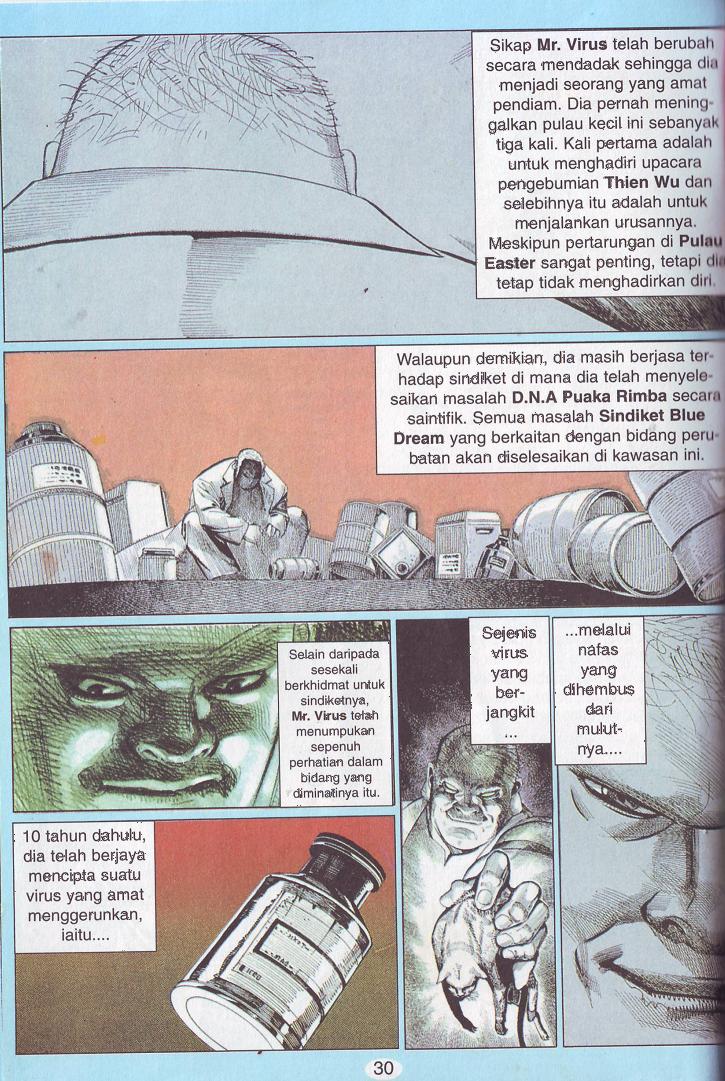 Sikap Mr. Virus telah berubah
secara mendadak sehingga dia
menjadi seorang yang amat
pendiam. Dia pernah mening-
galkan pulau kecil ini sebanyak
tiga kali. Kali pertama adalah
untuk menghadiri upacara
pengebumian Thien Wu dan
selebihnya itu adalah untuk
menjalankan urusannya.
Meskipun pertarungan di Pulau
Easter sangat penting, tetapi dia
tetap tidak menghadirkan diri.
Walaupun demikian, dia masih berjasa ter-
hadap sindiket di mana dia telah menyele-
saikan masalah D.N.A Puaka Rimba secara
saintifik. Semua masalah Sindiket Blue
Dream yang berkaitan dengan bidang peru-
batan akan diselesaikan di kawasan ini.
Selain daripada
sesekali
berkhidmat untuk
sindiketnya,
Mr. Virus telah
menumpukan
sepenuh
perhatian dalam
bidang yang
diminatinya itu.
10 tahun dahulu,
dia telah berjaya
mencipta suatu
virus yang amat
menggerunkan,
iaitu....
Sejenis
virus
yang
ber-
jangkit
...
...melalui
nafas
yang
dihembus
dari
mulut-
nya....
30